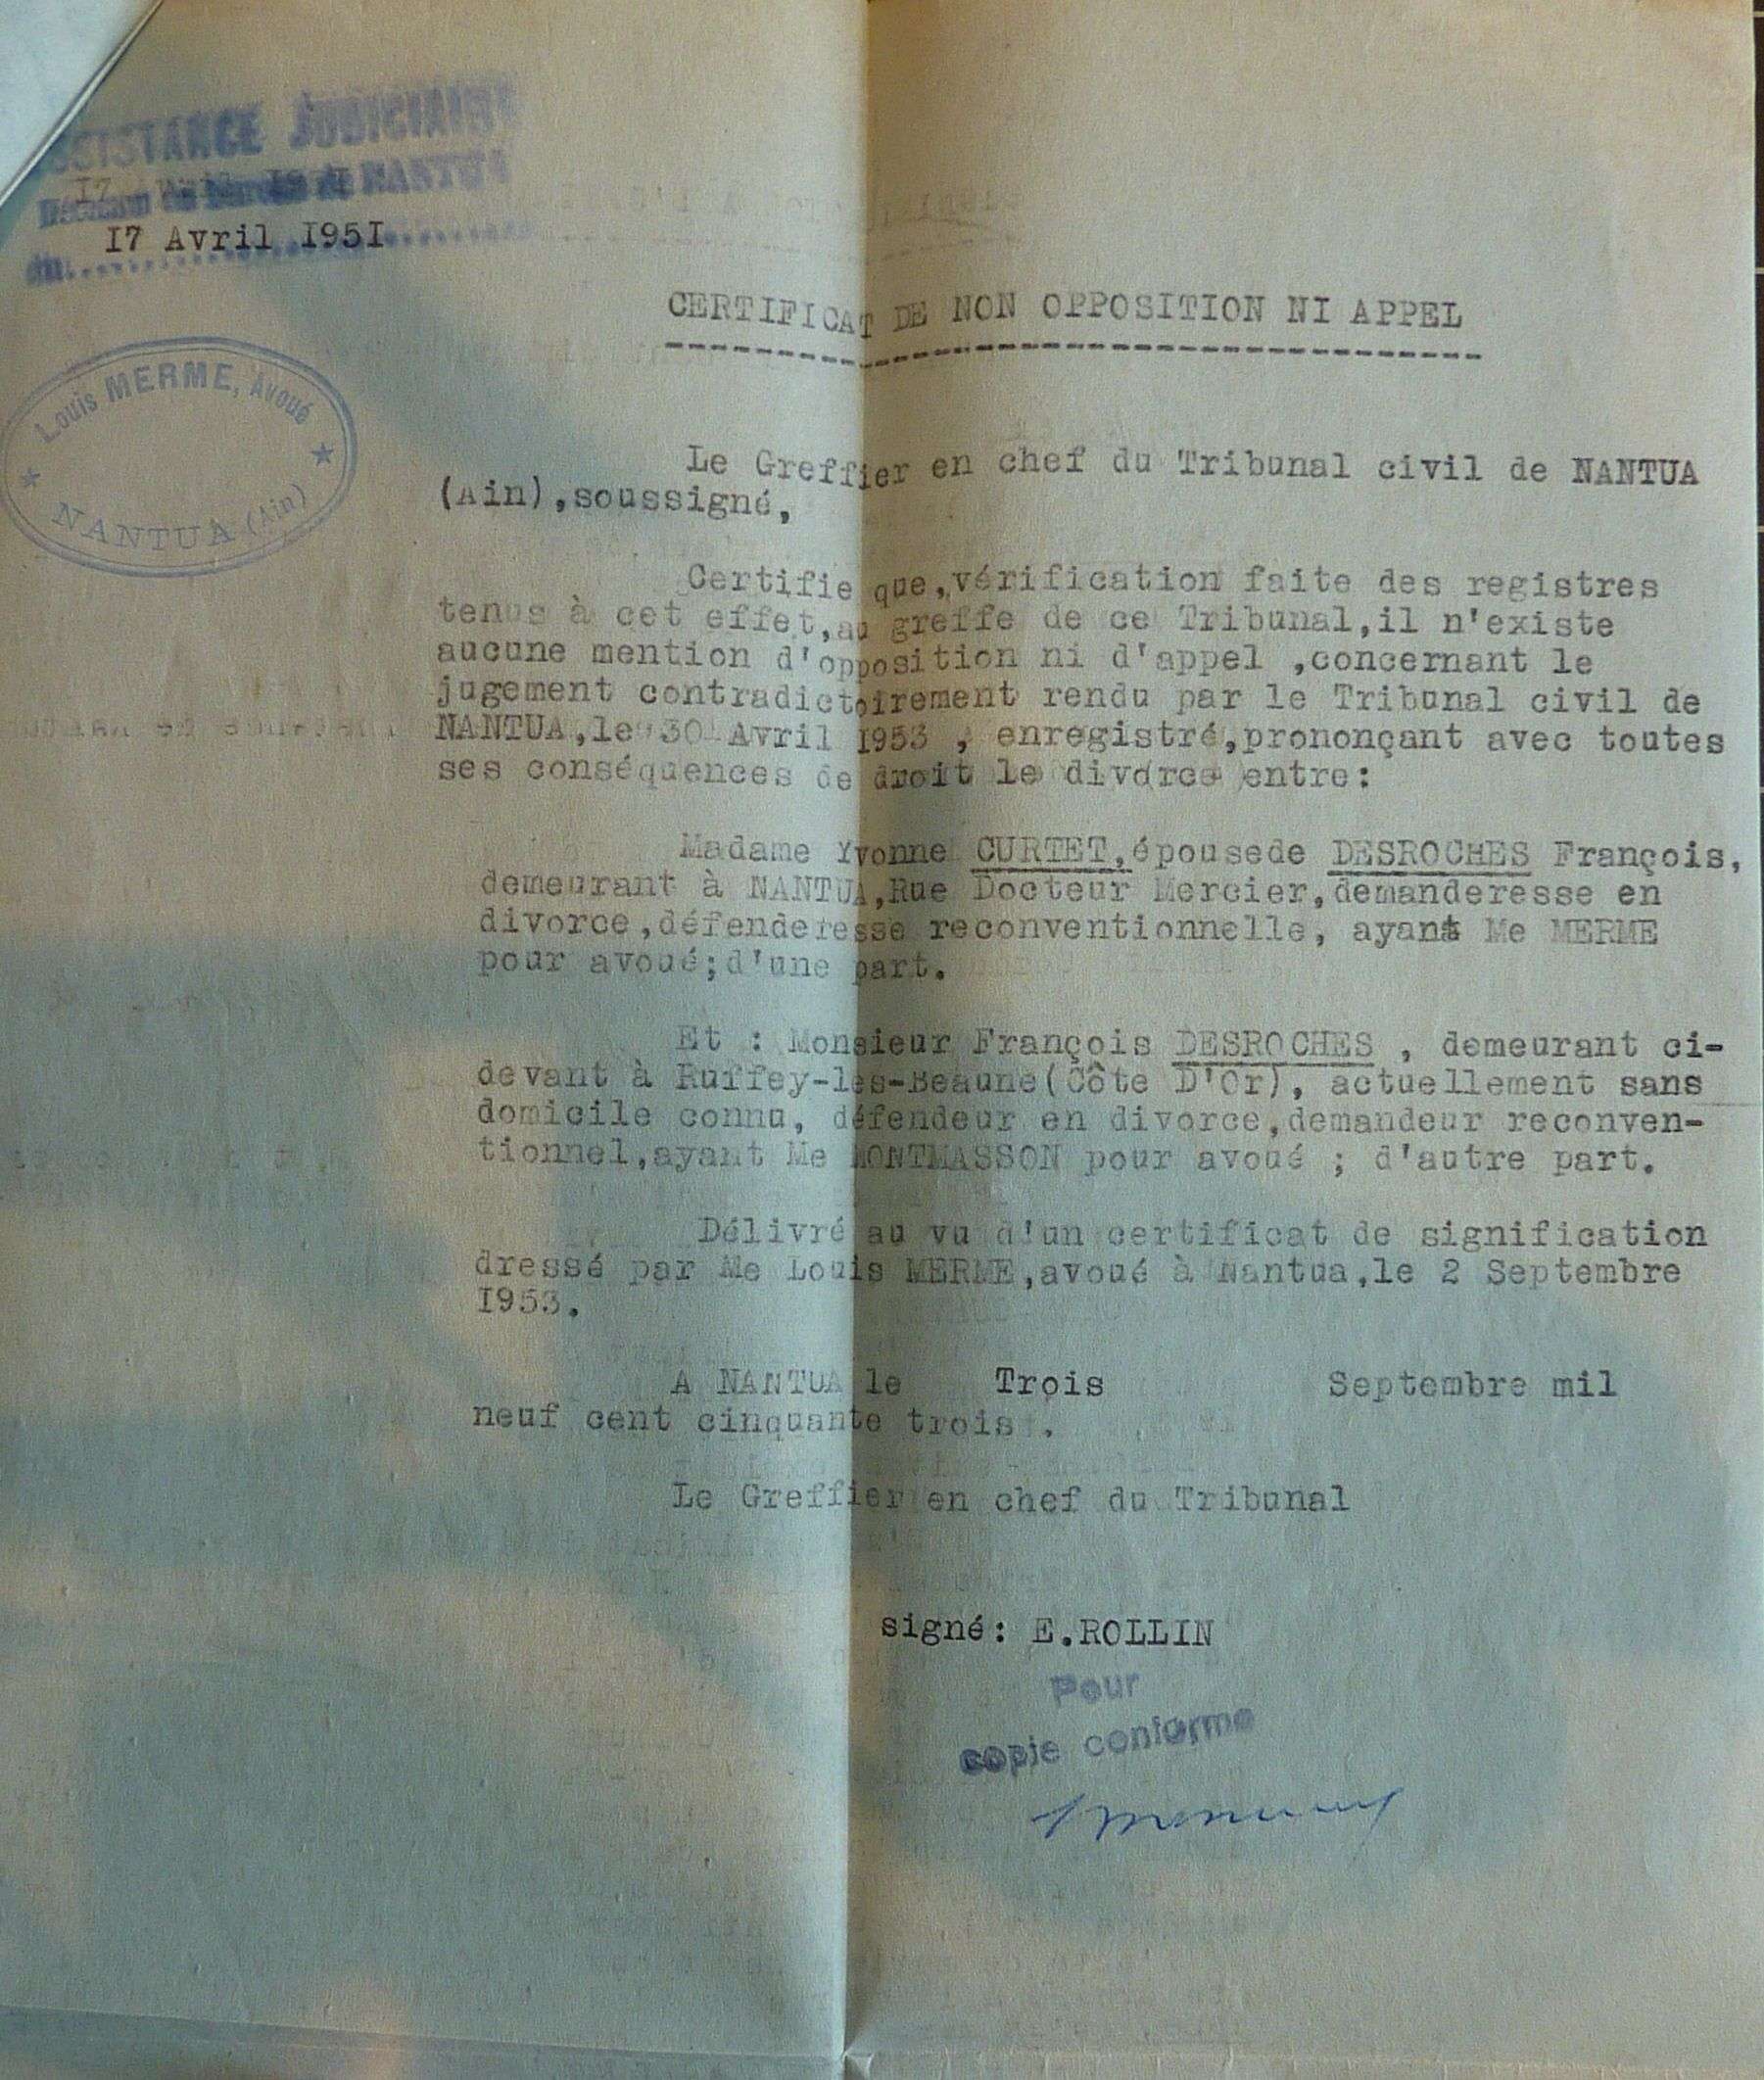 ASSISTANCE JUDICIAIRE
Décision du Bureau de NANTUA
17 Avril 1951
du
Louis MERME, Avoué
NANTUA (Ain)
CERTIFICAT DE NON OPPOSITION NI APPEL
Le Greffier en chef du Tribunal civil de NANTUA
(Ain),soussigné,
Certifie que,vérification faite des registres
tenus à cet effet,au greffe de ce Tribunal,il n'existe
aucune mention d'opposition ni d'appel ,concernant le
jugement contradictoirement rendu par le Tribunal civil de
NANTUA,le 30 Avril 1953 , enregistré,prononçant avec toutes
ses conséquences de droit le divorce entre:
Madame Yvonne CURTET,épousede DESROCHES François,
demeurant à NANTUA,Rue Docteur Mercier,demanderesse en
divorce,défenderesse reconventionnelle, ayant Me MERME
pour avoué;d'une part.
Et : Monsieur François DESROCHES , demeurant ci-
devant à Ruffey-lès-Beaune(Côte D'Or), actuellement sans
domicile connu, défendeur en divorce,demandeur reconven-
tionnel,ayant Me MONTMASSON pour avoué ; d'autre part.
Délivré au vu d'un certificat de signification
dressé par Me Louis MERME,avoué à Nantua,le 2 Septembre
1953.
A NANTUA le Trois Septembre mil
neuf cent cinquante trois .
Le Greffier en chef du Tribunal
signé: E.ROLLIN
Pour
copie conforme